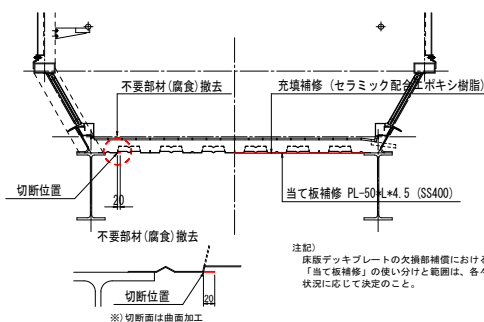 不要部材(腐食)撤去
充填補修 (セラミック配合エポキシ樹脂)
切断位置
20
当て板補修 PL-50*L*4.5 (SS400)
不要部材(腐食)撤去
切断位置
20
※)切断面は曲面加工
注記)
床版デッキプレートの欠損部補償における
「当て板補修」の使い分けと範囲は、各々
状況に応じて決定のこと。